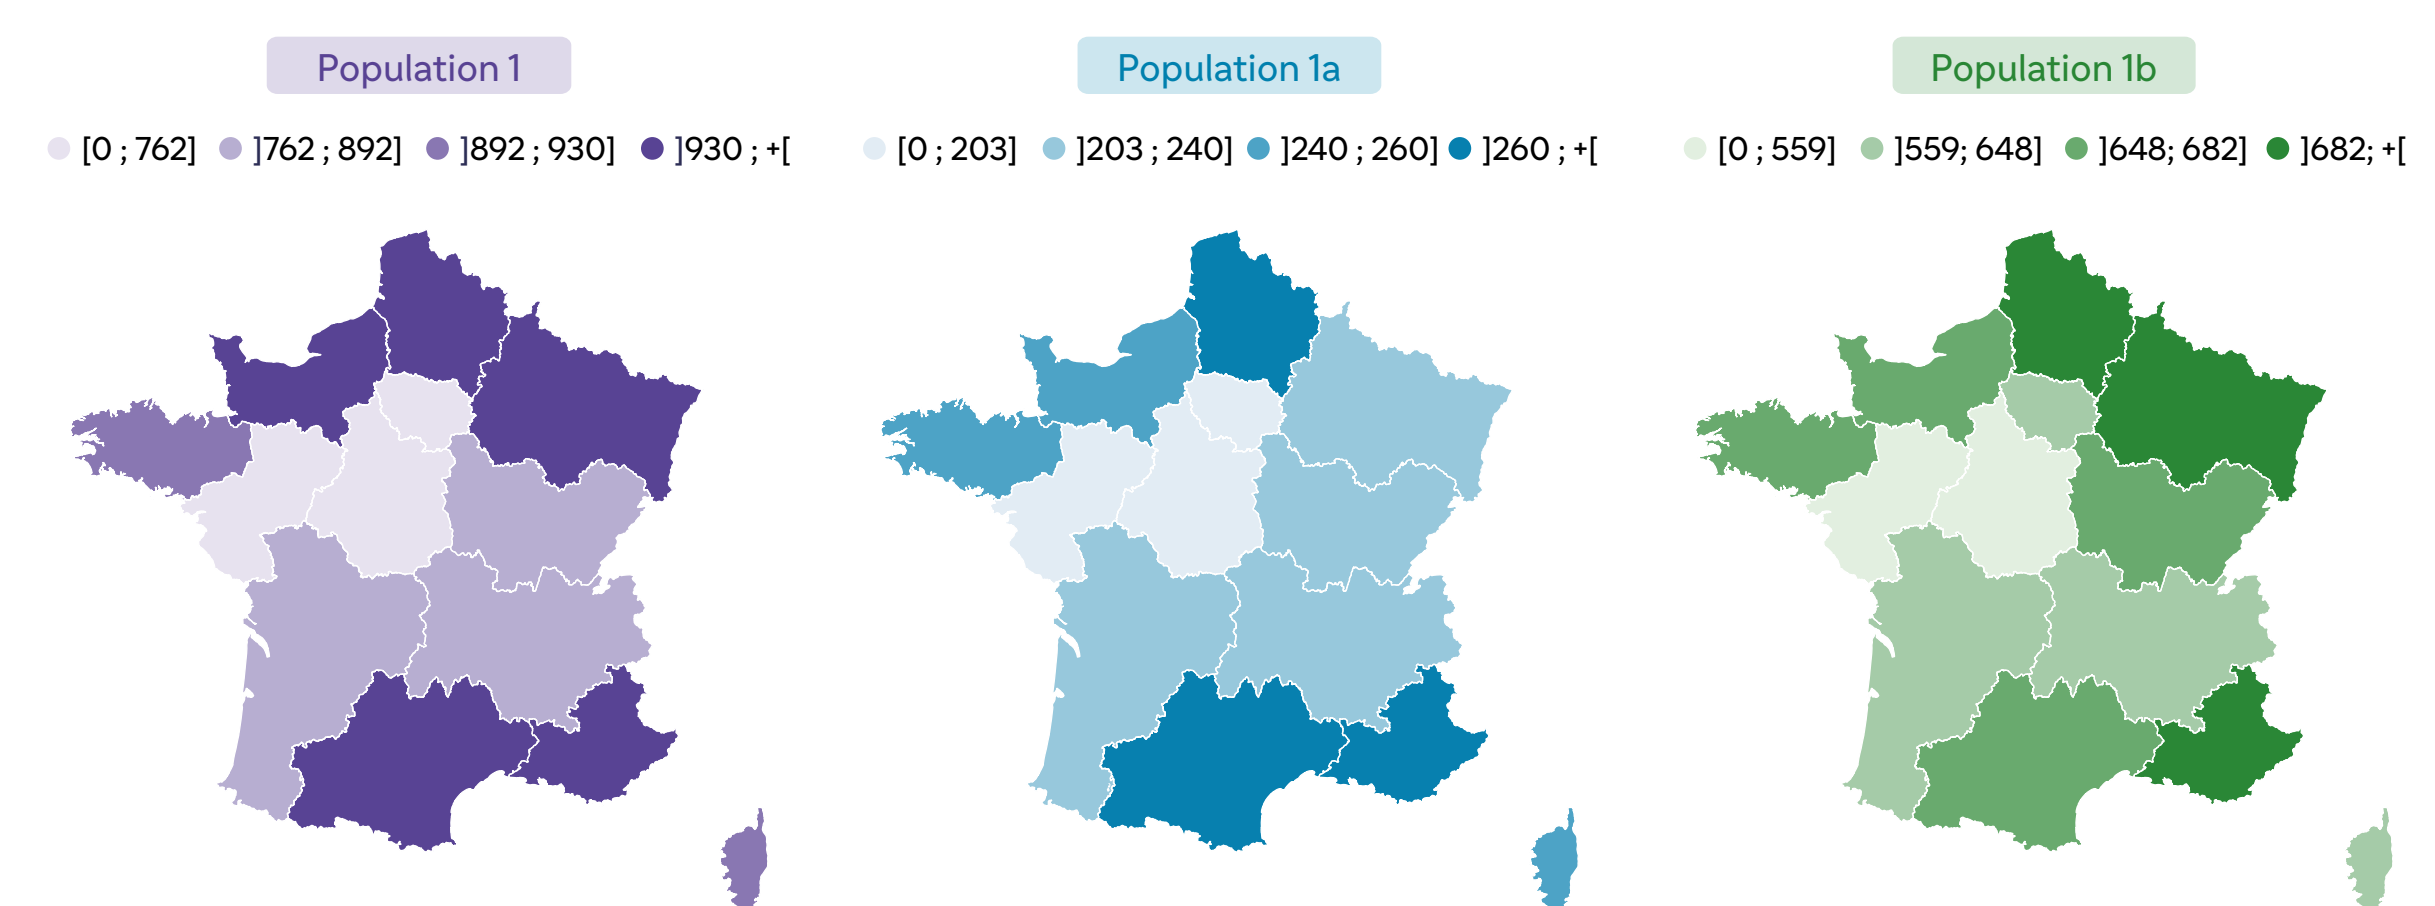 Population 1
Population 1a
Population 1b
[0 ; 762] ]762 ; 892] ]892 ; 930] ]930 ; +[
[0 ; 203] ]203 ; 240] ]240 ; 260] ]260 ; +[
[0 ; 559] ]559; 648] ]648; 682] ]682; +[